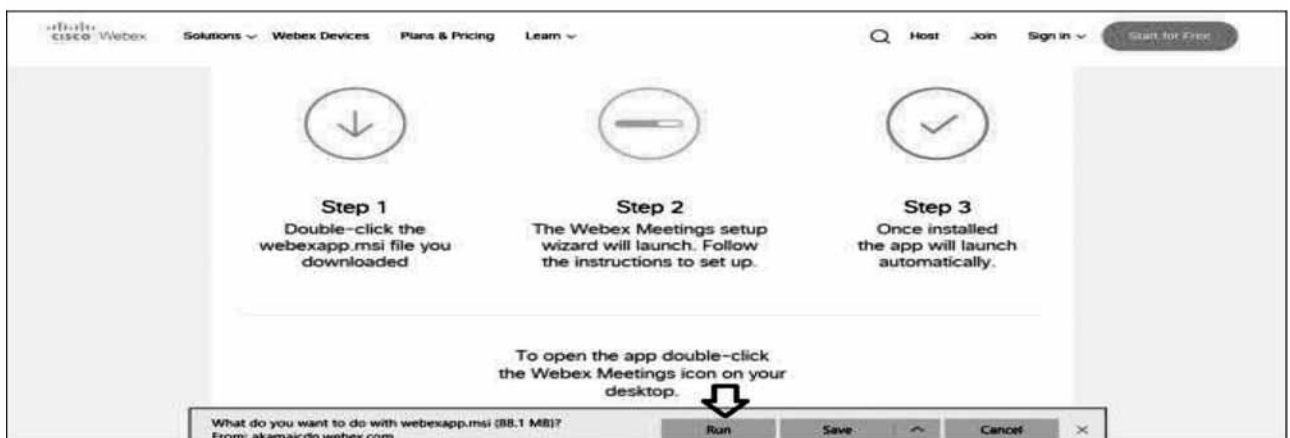 CISCO Webex Solutions Webex Devices Plans & Pricing Learn Host Join Sign in Start for Free
Step 1
Double-click the
webexapp.msi file you
downloaded
Step 2
The Webex Meetings setup
wizard will launch. Follow
the instructions to set up.
Step 3
Once installed
the app will launch
automatically.
To open the app double-click
the Webex Meetings icon on your
desktop.
What do you want to do with webexapp.msi (88.1 MB)?
From: akamaicdn.webex.com
Run Save Cancel